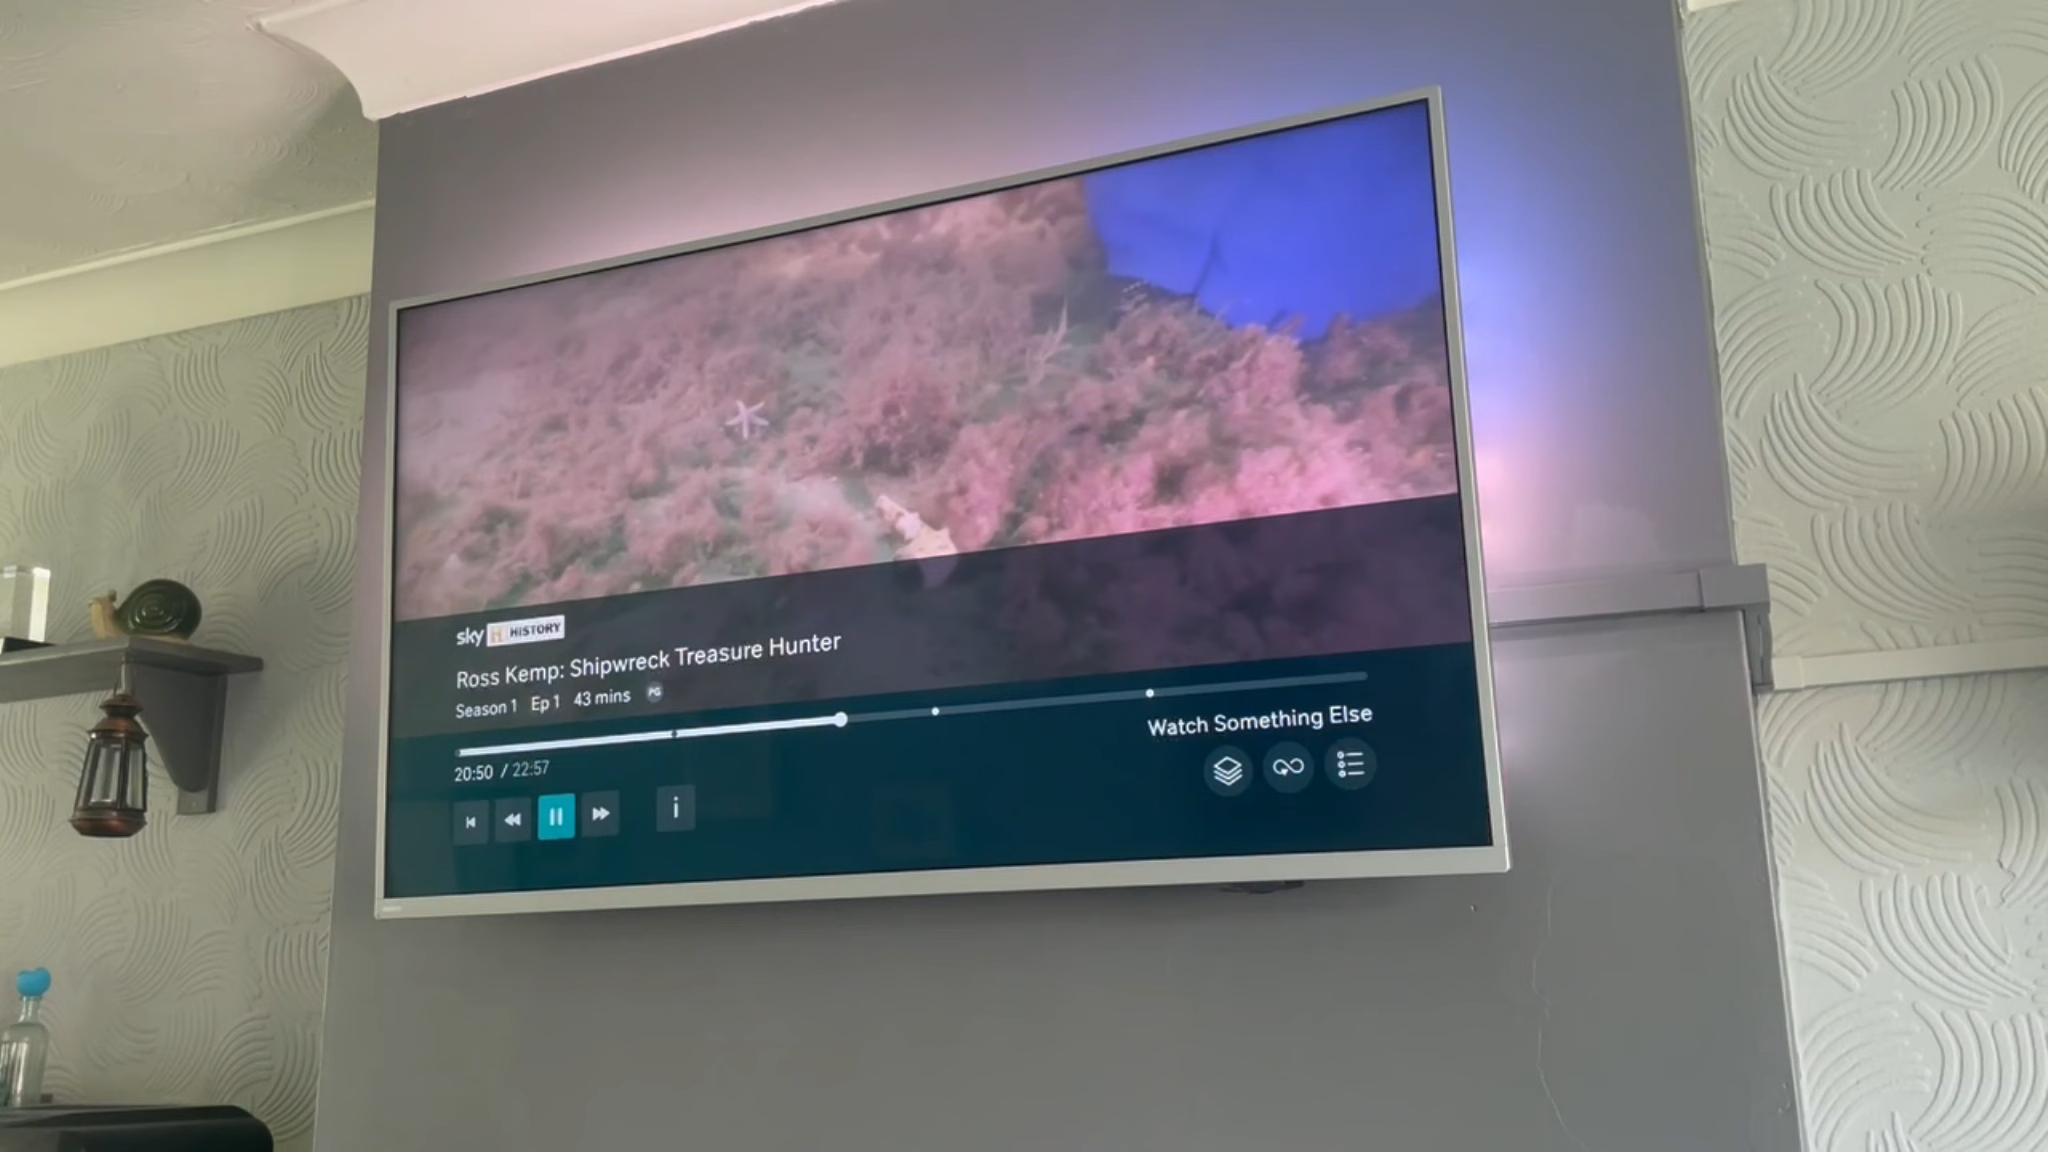 sky HISTORY
Ross Kemp: Shipwreck Treasure Hunter
Season 1 Ep 1 43 mins PG
20:50 / 22:57
Watch Something Else
i